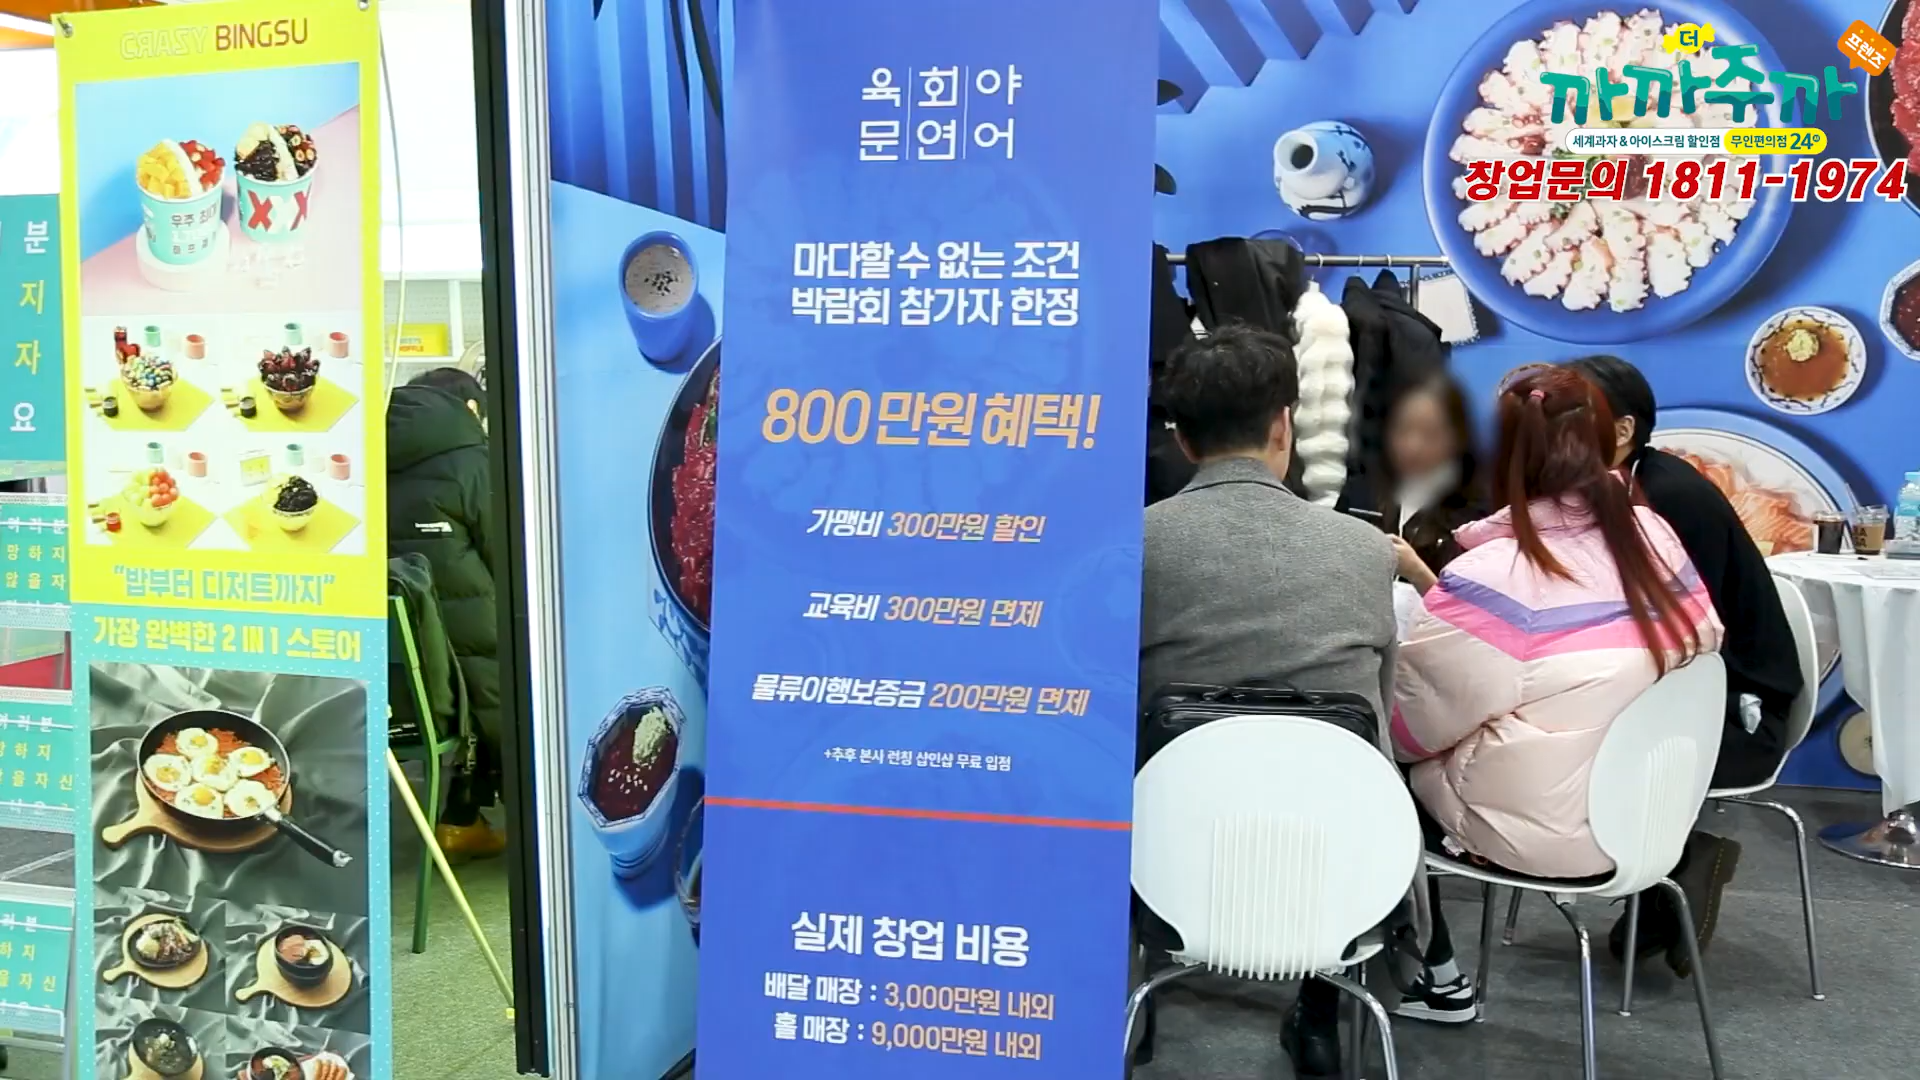 CRAZY BINGSU
"밥부터 디저트까지"
가장 완벽한 2 IN 1 스토어
육회야
문연어
마다할 수 없는 조건
박람회 참가자 한정
800만원 혜택!
가맹비 300만원 할인
교육비 300만원 면제
물류이행보증금 200만원 면제
+추후 본사 런칭 샵인샵 무료 입점
실제 창업 비용
배달 매장 : 3,000만원 내외
홀 매장 : 9,000만원 내외
더
까까주까
프렌즈
세계과자 & 아이스크림 할인점 무인편의점 24
창업문의 1811-1974
분
지
자
요